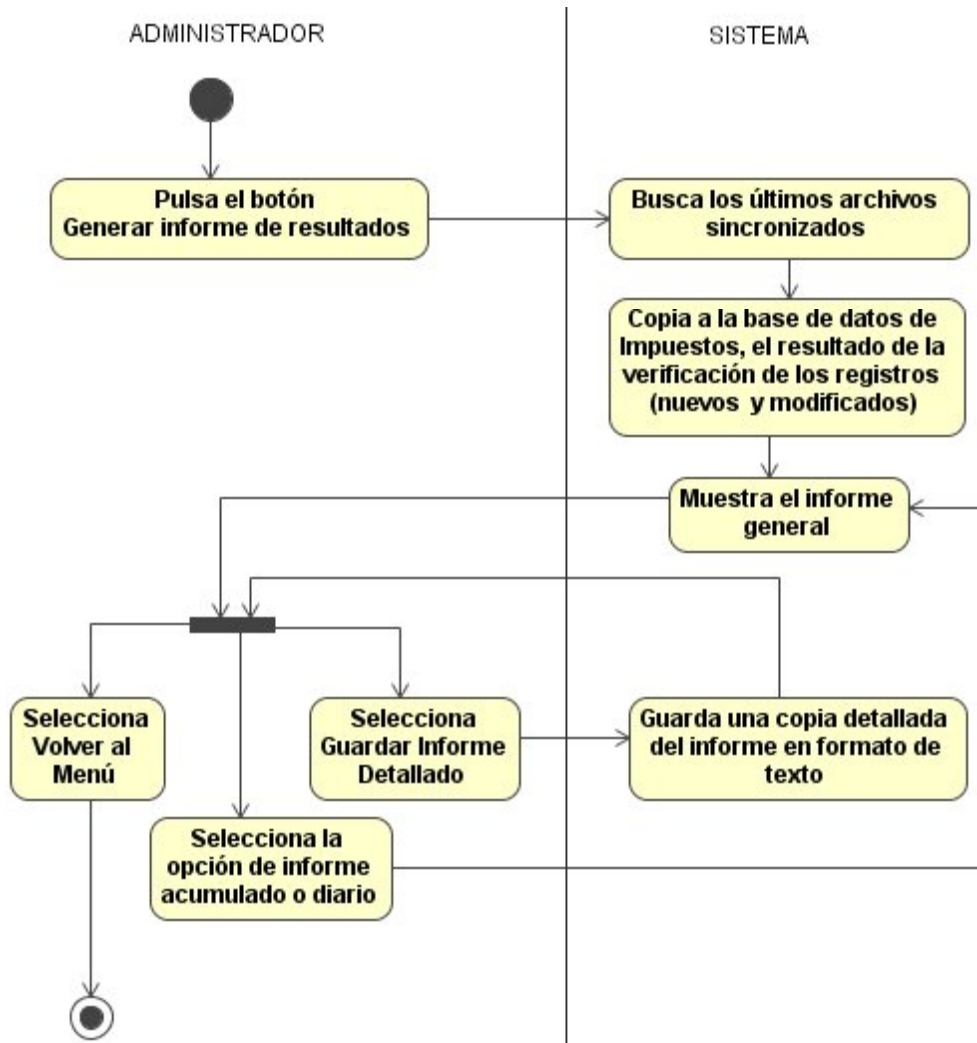 ADMINISTRADOR
SISTEMA
Pulsa el botón
Generar informe de resultados
Busca los últimos archivos
sincronizados
Copia a la base de datos de
Impuestos, el resultado de la
verificación de los registros
(nuevos y modificados)
Muestra el informe
general
Selecciona
Volver al
Menú
Selecciona
Guardar Informe
Detallado
Guarda una copia detallada
del informe en formato de
texto
Selecciona la
opción de informe
acumulado o diario